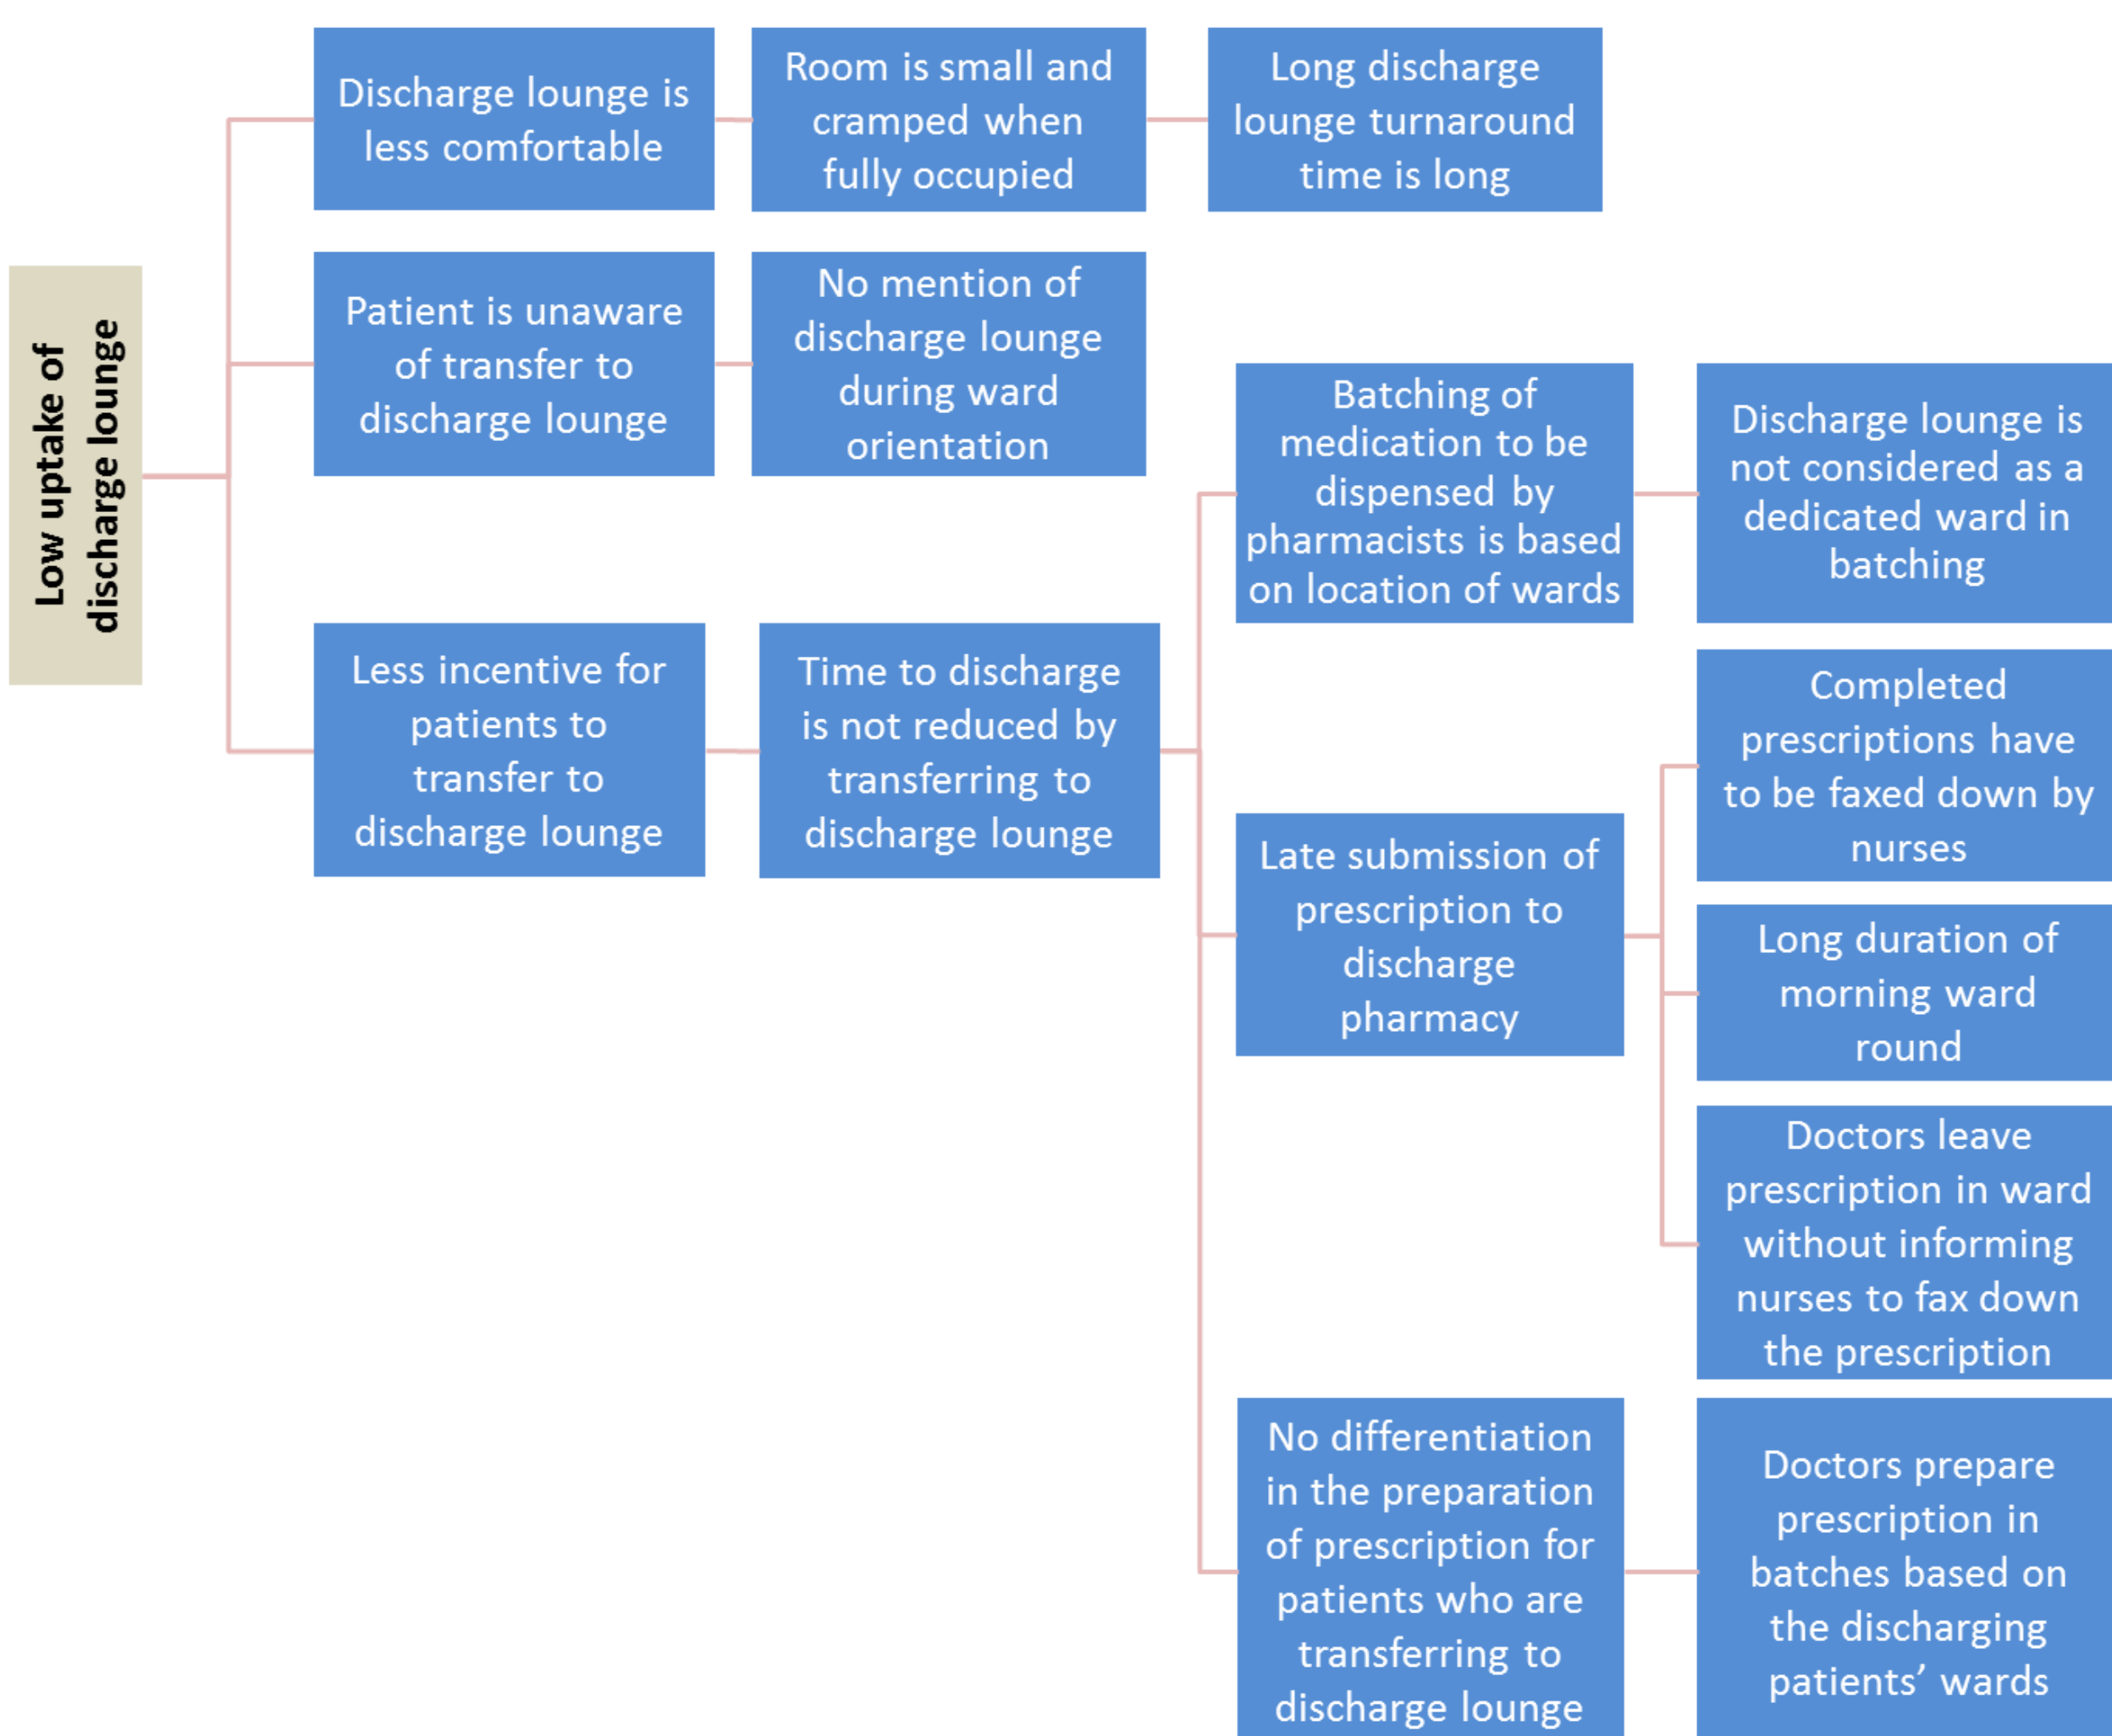 Low uptake of
discharge lounge
Discharge lounge is
less comfortable
Room is small and
cramped when
fully occupied
Long discharge
lounge turnaround
time is long
Patient is unaware
of transfer to
discharge lounge
No mention of
discharge lounge
during ward
orientation
Less incentive for
patients to
transfer to
discharge lounge
Time to discharge
is not reduced by
transferring to
discharge lounge
Batching of
medication to be
dispensed by
pharmacists is based
on location of wards
Discharge lounge is
not considered as a
dedicated ward in
batching
Late submission of
prescription to
discharge
pharmacy
Completed
prescriptions have
to be faxed down by
nurses
Long duration of
morning ward
round
Doctors leave
prescription in ward
without informing
nurses to fax down
the prescription
No differentiation
in the preparation
of prescription for
patients who are
transferring to
discharge lounge
Doctors prepare
prescription in
batches based on
the discharging
patients’ wards